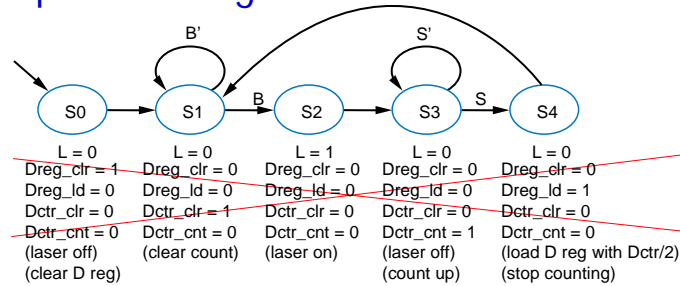 B'
S'
S0
S1
B
S2
S3
S
S4
L = 0
Dreg_clr = 1
Dreg_ld = 0
Dctr_clr = 0
Dctr_cnt = 0
(laser off)
(clear D reg)
L = 0
Dreg_clr = 0
Dreg_ld = 0
Dctr_clr = 1
Dctr_cnt = 0
(clear count)
L = 1
Dreg_clr = 0
Dreg_ld = 0
Dctr_clr = 0
Dctr_cnt = 0
(laser on)
L = 0
Dreg_clr = 0
Dreg_ld = 0
Dctr_clr = 0
Dctr_cnt = 1
(laser off)
(count up)
L = 0
Dreg_clr = 0
Dreg_ld = 1
Dctr_clr = 0
Dctr_cnt = 0
(load D reg with Dctr/2)
(stop counting)